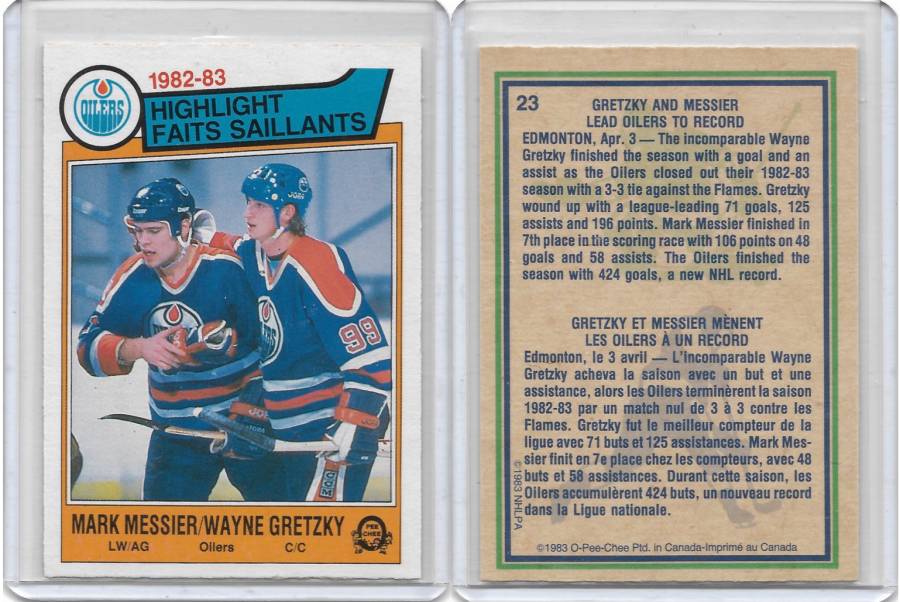 1982-83
HIGHLIGHT
FAITS SAILLANTS
OILERS
JOFA
OILERS
99
JOFA
CCM
MARK MESSIER/WAYNE GRETZKY
LW/AG Oilers C/C
O PEE CHEE
23
GRETZKY AND MESSIER
LEAD OILERS TO RECORD
EDMONTON, Apr. 3 — The incomparable Wayne
Gretzky finished the season with a goal and an
assist as the Oilers closed out their 1982-83
season with a 3-3 tie against the Flames. Gretzky
wound up with a league-leading 71 goals, 125
assists and 196 points. Mark Messier finished in
7th place in the scoring race with 106 points on 48
goals and 58 assists. The Oilers finished the
season with 424 goals, a new NHL record.
GRETZKY ET MESSIER MÈNENT
LES OILERS À UN RECORD
Edmonton, le 3 avril — L'Incomparable Wayne
Gretzky acheva la saison avec un but et une
assistance, alors les Oilers terminèrent la saison
1982-83 par un match nul de 3 à 3 contre les
Flames. Gretzky fut le meilleur compteur de la
ligue avec 71 buts et 125 assistances. Mark Mes-
sier finit en 7e place chez les compteurs, avec 48
buts et 58 assistances. Durant cette saison, les
Oilers accumulèrent 424 buts, un nouveau record
dans la Ligue nationale.
©1983 NHLPA
©1983 O-Pee-Chee Ptd. in Canada-Imprimé au Canada